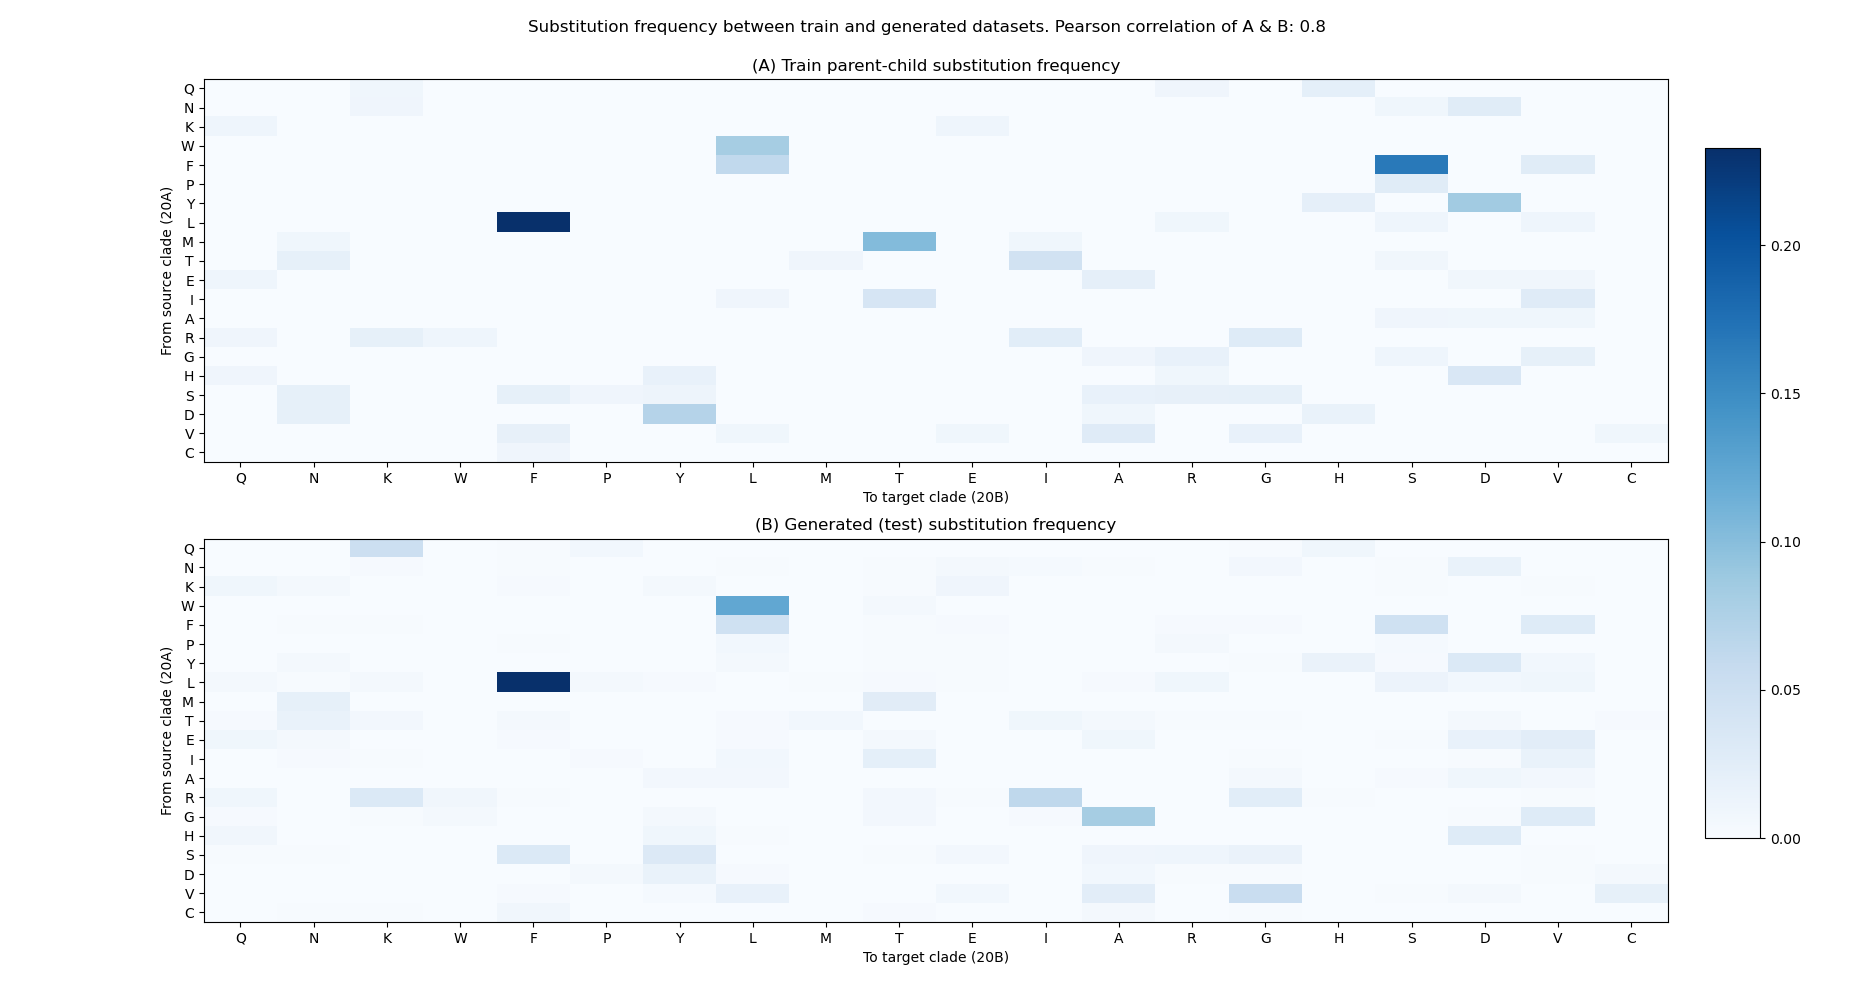 Substitution frequency between train and generated datasets. Pearson correlation of A & B: 0.8
(A) Train parent-child substitution frequency
From source clade (20A)
Q
N
K
W
F
P
Y
L
M
T
E
I
A
R
G
H
S
D
V
C
Q N K W F P Y L M T E I A R G H S D V C
To target clade (20B)
(B) Generated (test) substitution frequency
From source clade (20A)
Q
N
K
W
F
P
Y
L
M
T
E
I
A
R
G
H
S
D
V
C
Q N K W F P Y L M T E I A R G H S D V C
To target clade (20B)
0.20
0.15
0.10
0.05
0.00